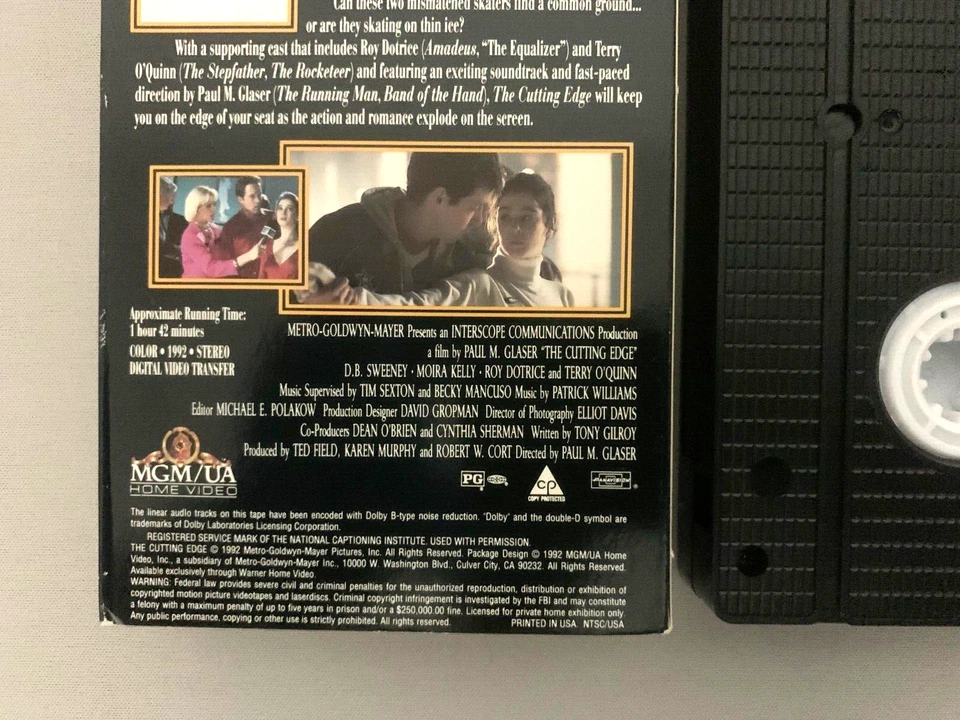 Can these two mismatched skaters find a common ground...
or are they skating on thin ice?
With a supporting cast that includes Roy Dotrice (Amadeus, "The Equalizer") and Terry
O'Quinn (The Stepfather, The Rocketeer) and featuring an exciting soundtrack and fast-paced
direction by Paul M. Glaser (The Running Man, Band of the Hand), The Cutting Edge will keep
you on the edge of your seat as the action and romance explode on the screen.
Approximate Running Time:
1 hour 42 minutes
COLOR • 1992 • STEREO
DIGITAL VIDEO TRANSFER
METRO-GOLDWYN-MAYER Presents an INTERSCOPE COMMUNICATIONS Production
a film by PAUL M. GLASER "THE CUTTING EDGE"
D.B. SWEENEY · MOIRA KELLY · ROY DOTRICE and TERRY O'QUINN
Music Supervised by TIM SEXTON and BECKY MANCUSO Music by PATRICK WILLIAMS
Editor MICHAEL E. POLAKOW Production Designer DAVID GROPMAN Director of Photography ELLIOT DAVIS
Co-Producers DEAN O'BRIEN and CYNTHIA SHERMAN Written by TONY GILROY
Produced by TED FIELD, KAREN MURPHY and ROBERT W. CORT Directed by PAUL M. GLASER
MGM/UA
HOME VIDEO
PG
CP
COPY PROTECTED
PANAVISION
The linear audio tracks on this tape have been encoded with Dolby B-type noise reduction. "Dolby" and the double-D symbol are
trademarks of Dolby Laboratories Licensing Corporation.
REGISTERED SERVICE MARK OF THE NATIONAL CAPTIONING INSTITUTE. USED WITH PERMISSION.
THE CUTTING EDGE © 1992 Metro-Goldwyn-Mayer Pictures, Inc. All Rights Reserved. Package Design © 1992 MGM/UA Home
Video, Inc., a subsidiary of Metro-Goldwyn-Mayer Inc., 10000 W. Washington Blvd., Culver City, CA 90232. All Rights Reserved.
Available exclusively through Warner Home Video.
WARNING: Federal law provides severe civil and criminal penalties for the unauthorized reproduction, distribution or exhibition of
copyrighted motion picture videotapes and laserdiscs. Criminal copyright infringement is investigated by the FBI and may constitute
a felony with a maximum penalty of up to five years in prison and/or a $250,000.00 fine. Licensed for private home exhibition only.
Any public performance, copying or other use is strictly prohibited. All rights reserved. PRINTED IN USA. NTSC/USA